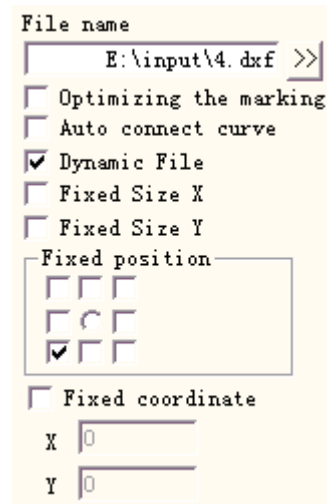 File name
E:\input\4.dxf >>
Optimizing the marking
Auto connect curve
Dynamic File
Fixed Size X
Fixed Size Y
Fixed position
Fixed coordinate
X 0
Y 0